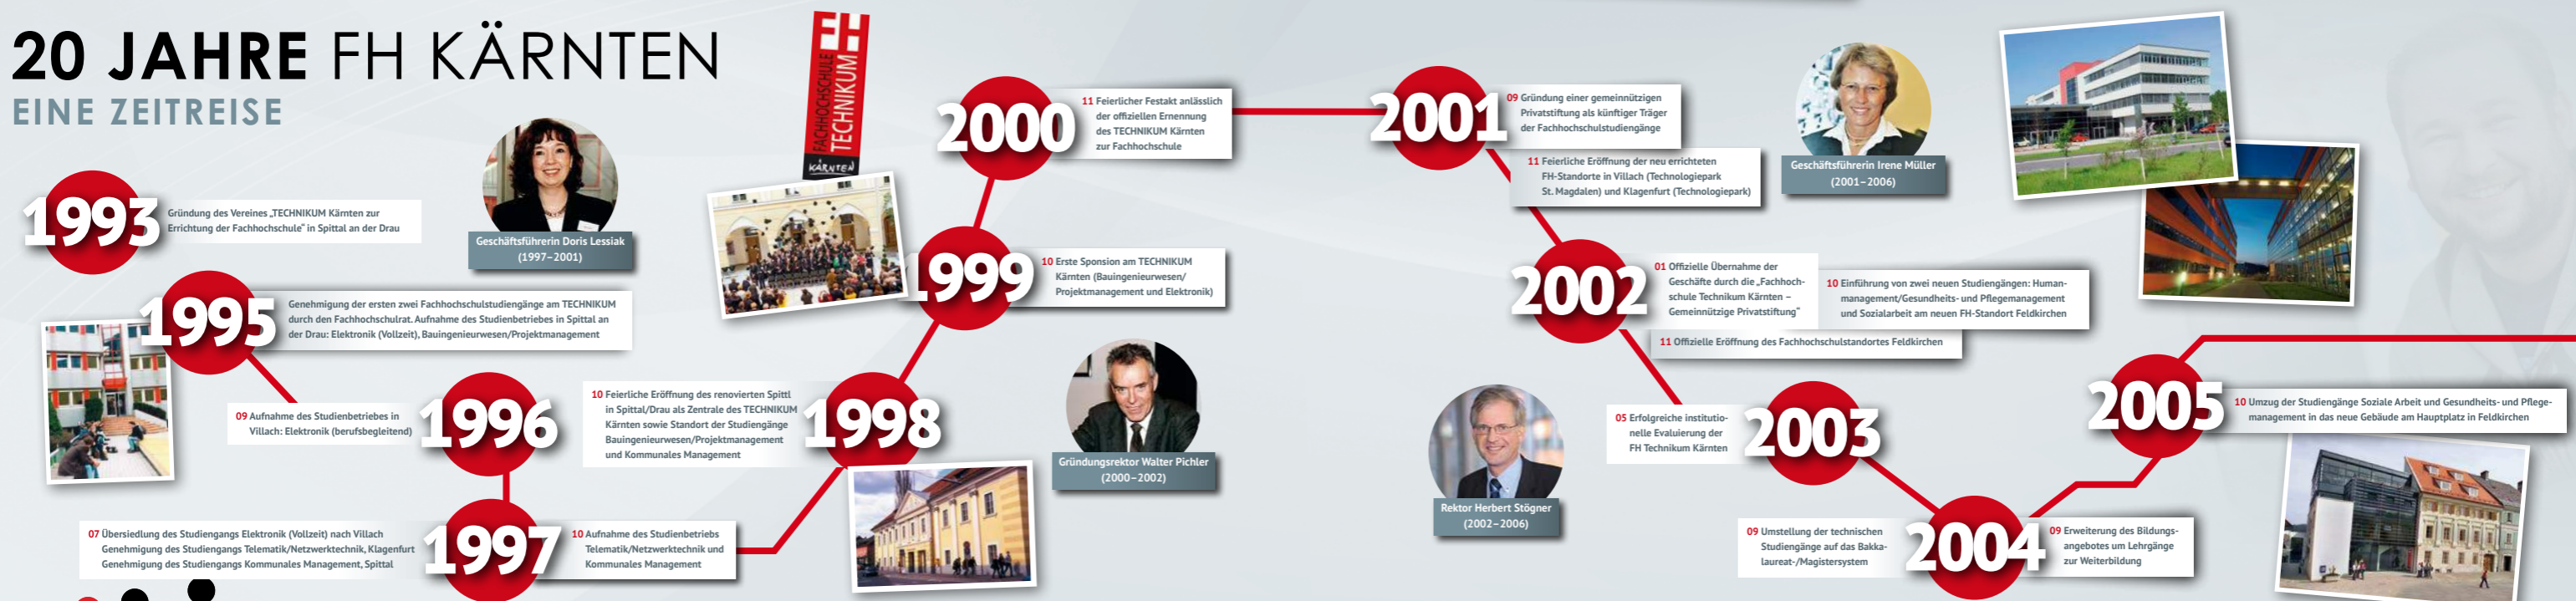 20 JAHRE FH KÄRNTEN
EINE ZEITREISE
1993
Gründung des Vereines „TECHNIKUM Kärnten zur
Errichtung der Fachhochschule“ in Spittal an der Drau
Geschäftsführerin Doris Lessiak
(1997–2001)
1995
Genehmigung der ersten zwei Fachhochschulstudiengänge am TECHNIKUM
durch den Fachhochschulrat. Aufnahme des Studienbetriebes in Spittal an
der Drau: Elektronik (Vollzeit), Bauingenieurwesen/Projektmanagement
09 Aufnahme des Studienbetriebes in
Villach: Elektronik (berufsbegleitend)
1996
07 Übersiedlung des Studiengangs Elektronik (Vollzeit) nach Villach
Genehmigung des Studiengangs Telematik/Netzwerktechnik, Klagenfurt
Genehmigung des Studiengangs Kommunales Management, Spittal
1997
10 Aufnahme des Studienbetriebs
Telematik/Netzwerktechnik und
Kommunales Management
10 Feierliche Eröffnung des renovierten Spittl
in Spittal/Drau als Zentrale des TECHNIKUM
Kärnten sowie Standort der Studiengänge
Bauingenieurwesen/Projektmanagement
und Kommunales Management
1998
FH
FACHHOCHSCHULE
TECHNIKUM
KÄRNTEN
1999
10 Erste Sponsion am TECHNIKUM
Kärnten (Bauingenieurwesen/
Projektmanagement und Elektronik)
2000
11 Feierlicher Festakt anlässlich
der offiziellen Ernennung
des TECHNIKUM Kärnten
zur Fachhochschule
Gründungsrektor Walter Pichler
(2000–2002)
2001
09 Gründung einer gemeinnützigen
Privatstiftung als künftiger Träger
der Fachhochschulstudiengänge
11 Feierliche Eröffnung der neu errichteten
FH-Standorte in Villach (Technologiepark
St. Magdalen) und Klagenfurt (Technologiepark)
Geschäftsführerin Irene Müller
(2001–2006)
2002
01 Offizielle Übernahme der
Geschäfte durch die „Fachhoch-
schule Technikum Kärnten –
Gemeinnützige Privatstiftung“
10 Einführung von zwei neuen Studiengängen: Human-
management/Gesundheits- und Pflegemanagement
und Sozialarbeit am neuen FH-Standort Feldkirchen
11 Offizielle Eröffnung des Fachhochschulstandortes Feldkirchen
Rektor Herbert Stögner
(2002–2006)
05 Erfolgreiche institutio-
nelle Evaluierung der
FH Technikum Kärnten
2003
09 Umstellung der technischen
Studiengänge auf das Bakka-
laureat-/Magistersystem
2004
09 Erweiterung des Bildungs-
angebotes um Lehrgänge
zur Weiterbildung
2005
10 Umzug der Studiengänge Soziale Arbeit und Gesundheits- und Pflege-
management in das neue Gebäude am Hauptplatz in Feldkirchen